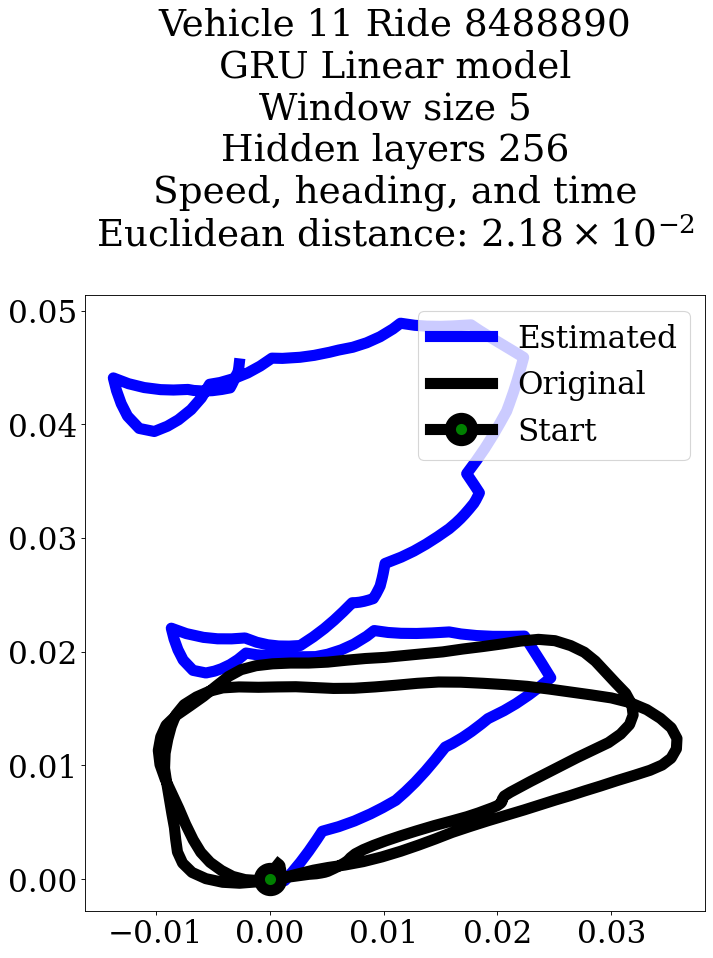 Vehicle 11 Ride 8488890
GRU Linear model
Window size 5
Hidden layers 256
Speed, heading, and time
Euclidean distance: 2.18 × 10⁻²
0.05
0.04
0.03
0.02
0.01
0.00
Estimated
Original
Start
−0.01 0.00 0.01 0.02 0.03